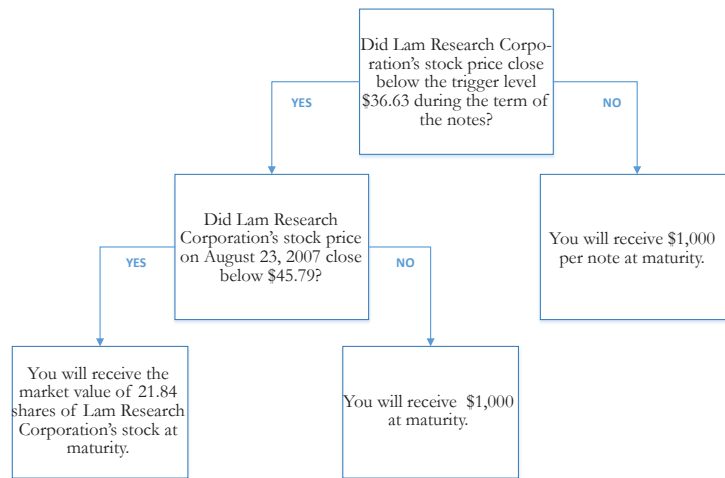 Did Lam Research Corpo-
ration's stock price close
below the trigger level
$36.63 during the term of
the notes?
YES
NO
Did Lam Research
Corporation's stock price
on August 23, 2007 close
below $45.79?
You will receive $1,000
per note at maturity.
YES
NO
You will receive the
market value of 21.84
shares of Lam Research
Corporation's stock at
maturity.
You will receive $1,000
at maturity.